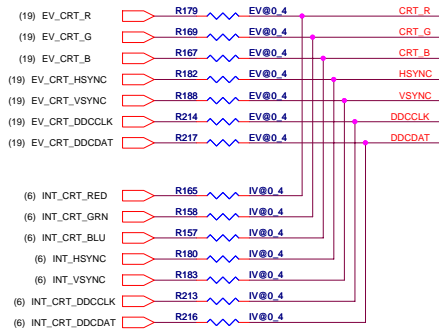 (19) EV_CRT_R R179 EV@0_4 CRT_R
(19) EV_CRT_G R169 EV@0_4 CRT_G
(19) EV_CRT_B R167 EV@0_4 CRT_B
(19) EV_CRT_HSYNC R182 EV@0_4 HSYNC
(19) EV_CRT_VSYNC R188 EV@0_4 VSYNC
(19) EV_CRT_DDCCLK R214 EV@0_4 DDCCLK
(19) EV_CRT_DDCDAT R217 EV@0_4 DDCDAT
(6) INT_CRT_RED R165 IV@0_4
(6) INT_CRT_GRN R158 IV@0_4
(6) INT_CRT_BLU R157 IV@0_4
(6) INT_HSYNC R180 IV@0_4
(6) INT_VSYNC R183 IV@0_4
(6) INT_CRT_DDCCLK R213 IV@0_4
(6) INT_CRT_DDCDAT R216 IV@0_4